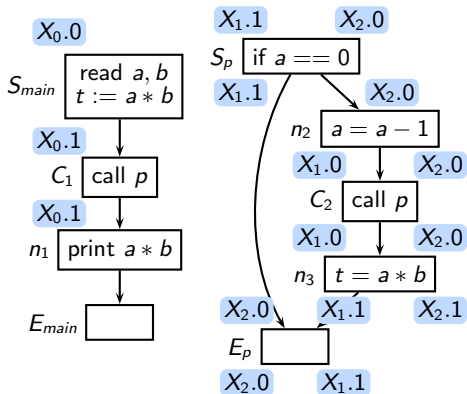 X₀.0
S_main
read a, b
t := a ∗ b
X₀.1
C₁ call p
X₀.1
n₁ print a ∗ b
E_main
X₁.1 X₂.0
S_p if a == 0
X₁.1 X₂.0
n₂ a = a − 1
X₁.0 X₂.0
C₂ call p
X₁.0 X₂.0
n₃ t = a ∗ b
X₂.0 X₁.1 X₂.1
E_p
X₂.0 X₁.1